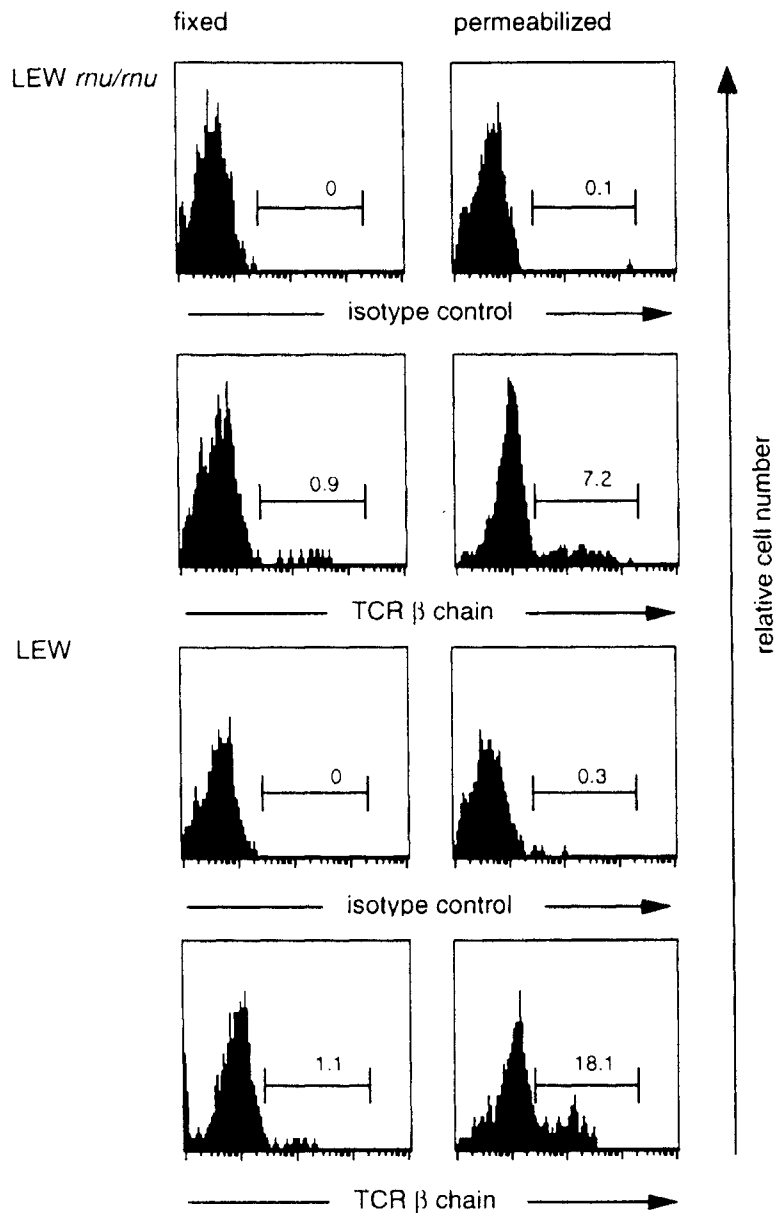 fixed permeabilized
LEW rnu/rnu
0 0.1
isotype control
0.9 7.2
TCR β chain
LEW
0 0.3
isotype control
1.1 18.1
TCR β chain
relative cell number